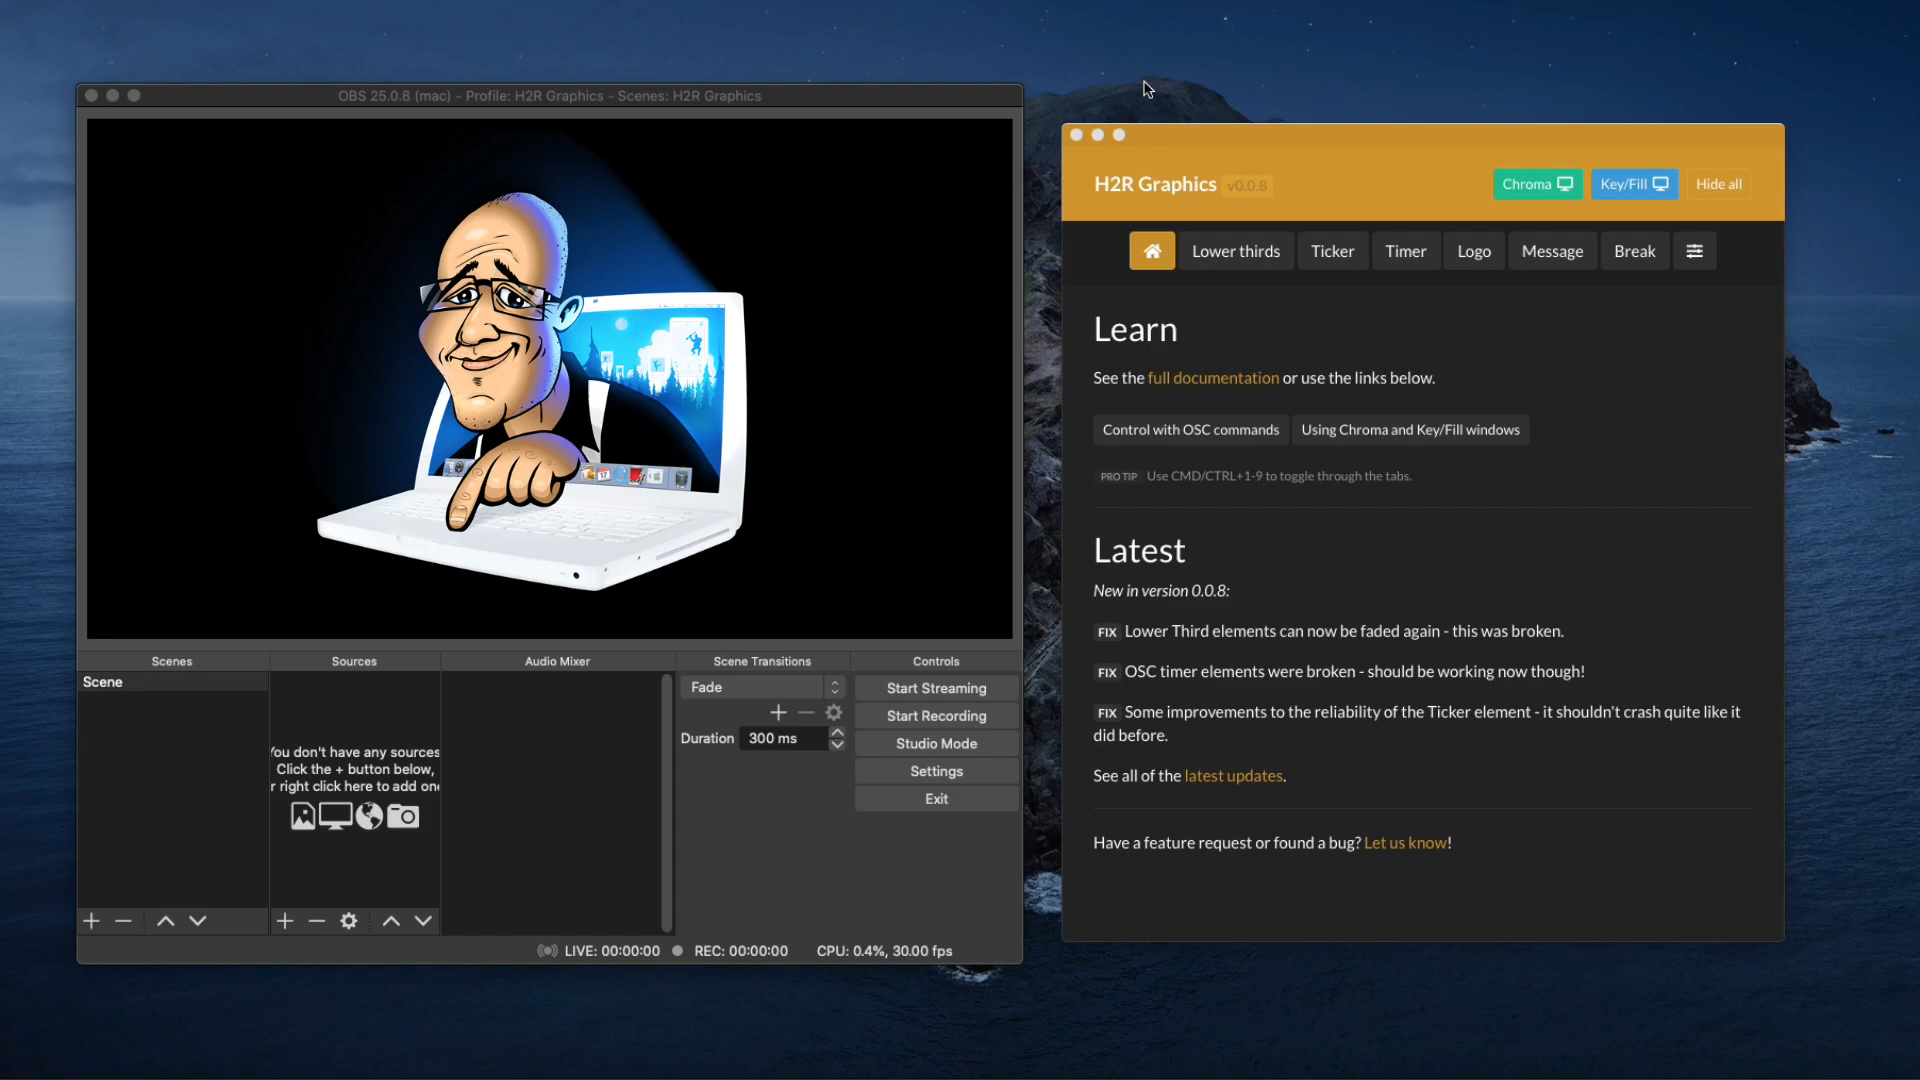 OBS 25.0.8 (mac) - Profile: H2R Graphics - Scenes: H2R Graphics
Scenes
Sources
Audio Mixer
Scene Transitions
Controls
Scene
You don't have any sources
Click the + button below,
r right click here to add one
Fade
Duration
300 ms
Start Streaming
Start Recording
Studio Mode
Settings
Exit
LIVE: 00:00:00
REC: 00:00:00
CPU: 0.4%, 30.00 fps
H2R Graphics v0.0.8
Chroma
Key/Fill
Hide all
Lower thirds
Ticker
Timer
Logo
Message
Break
Learn
See the full documentation or use the links below.
Control with OSC commands
Using Chroma and Key/Fill windows
PRO TIP Use CMD/CTRL+1-9 to toggle through the tabs.
Latest
New in version 0.0.8:
FIX Lower Third elements can now be faded again - this was broken.
FIX OSC timer elements were broken - should be working now though!
FIX Some improvements to the reliability of the Ticker element - it shouldn't crash quite like it
did before.
See all of the latest updates.
Have a feature request or found a bug? Let us know!